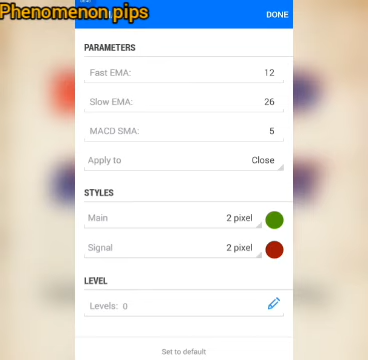 Phenomenon pips
DONE
PARAMETERS
Fast EMA: 12
Slow EMA: 26
MACD SMA: 5
Apply to Close
STYLES
Main 2 pixel
Signal 2 pixel
LEVEL
Levels: 0
Set to default